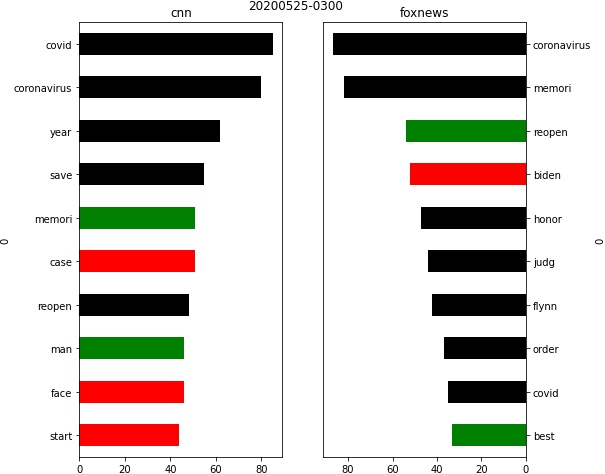 20200525-0300
cnn
foxnews
covid
coronavirus
year
save
memori
case
reopen
man
face
start
0
0 20 40 60 80
coronavirus
memori
reopen
biden
honor
judg
flynn
order
covid
best
0
80 60 40 20 0